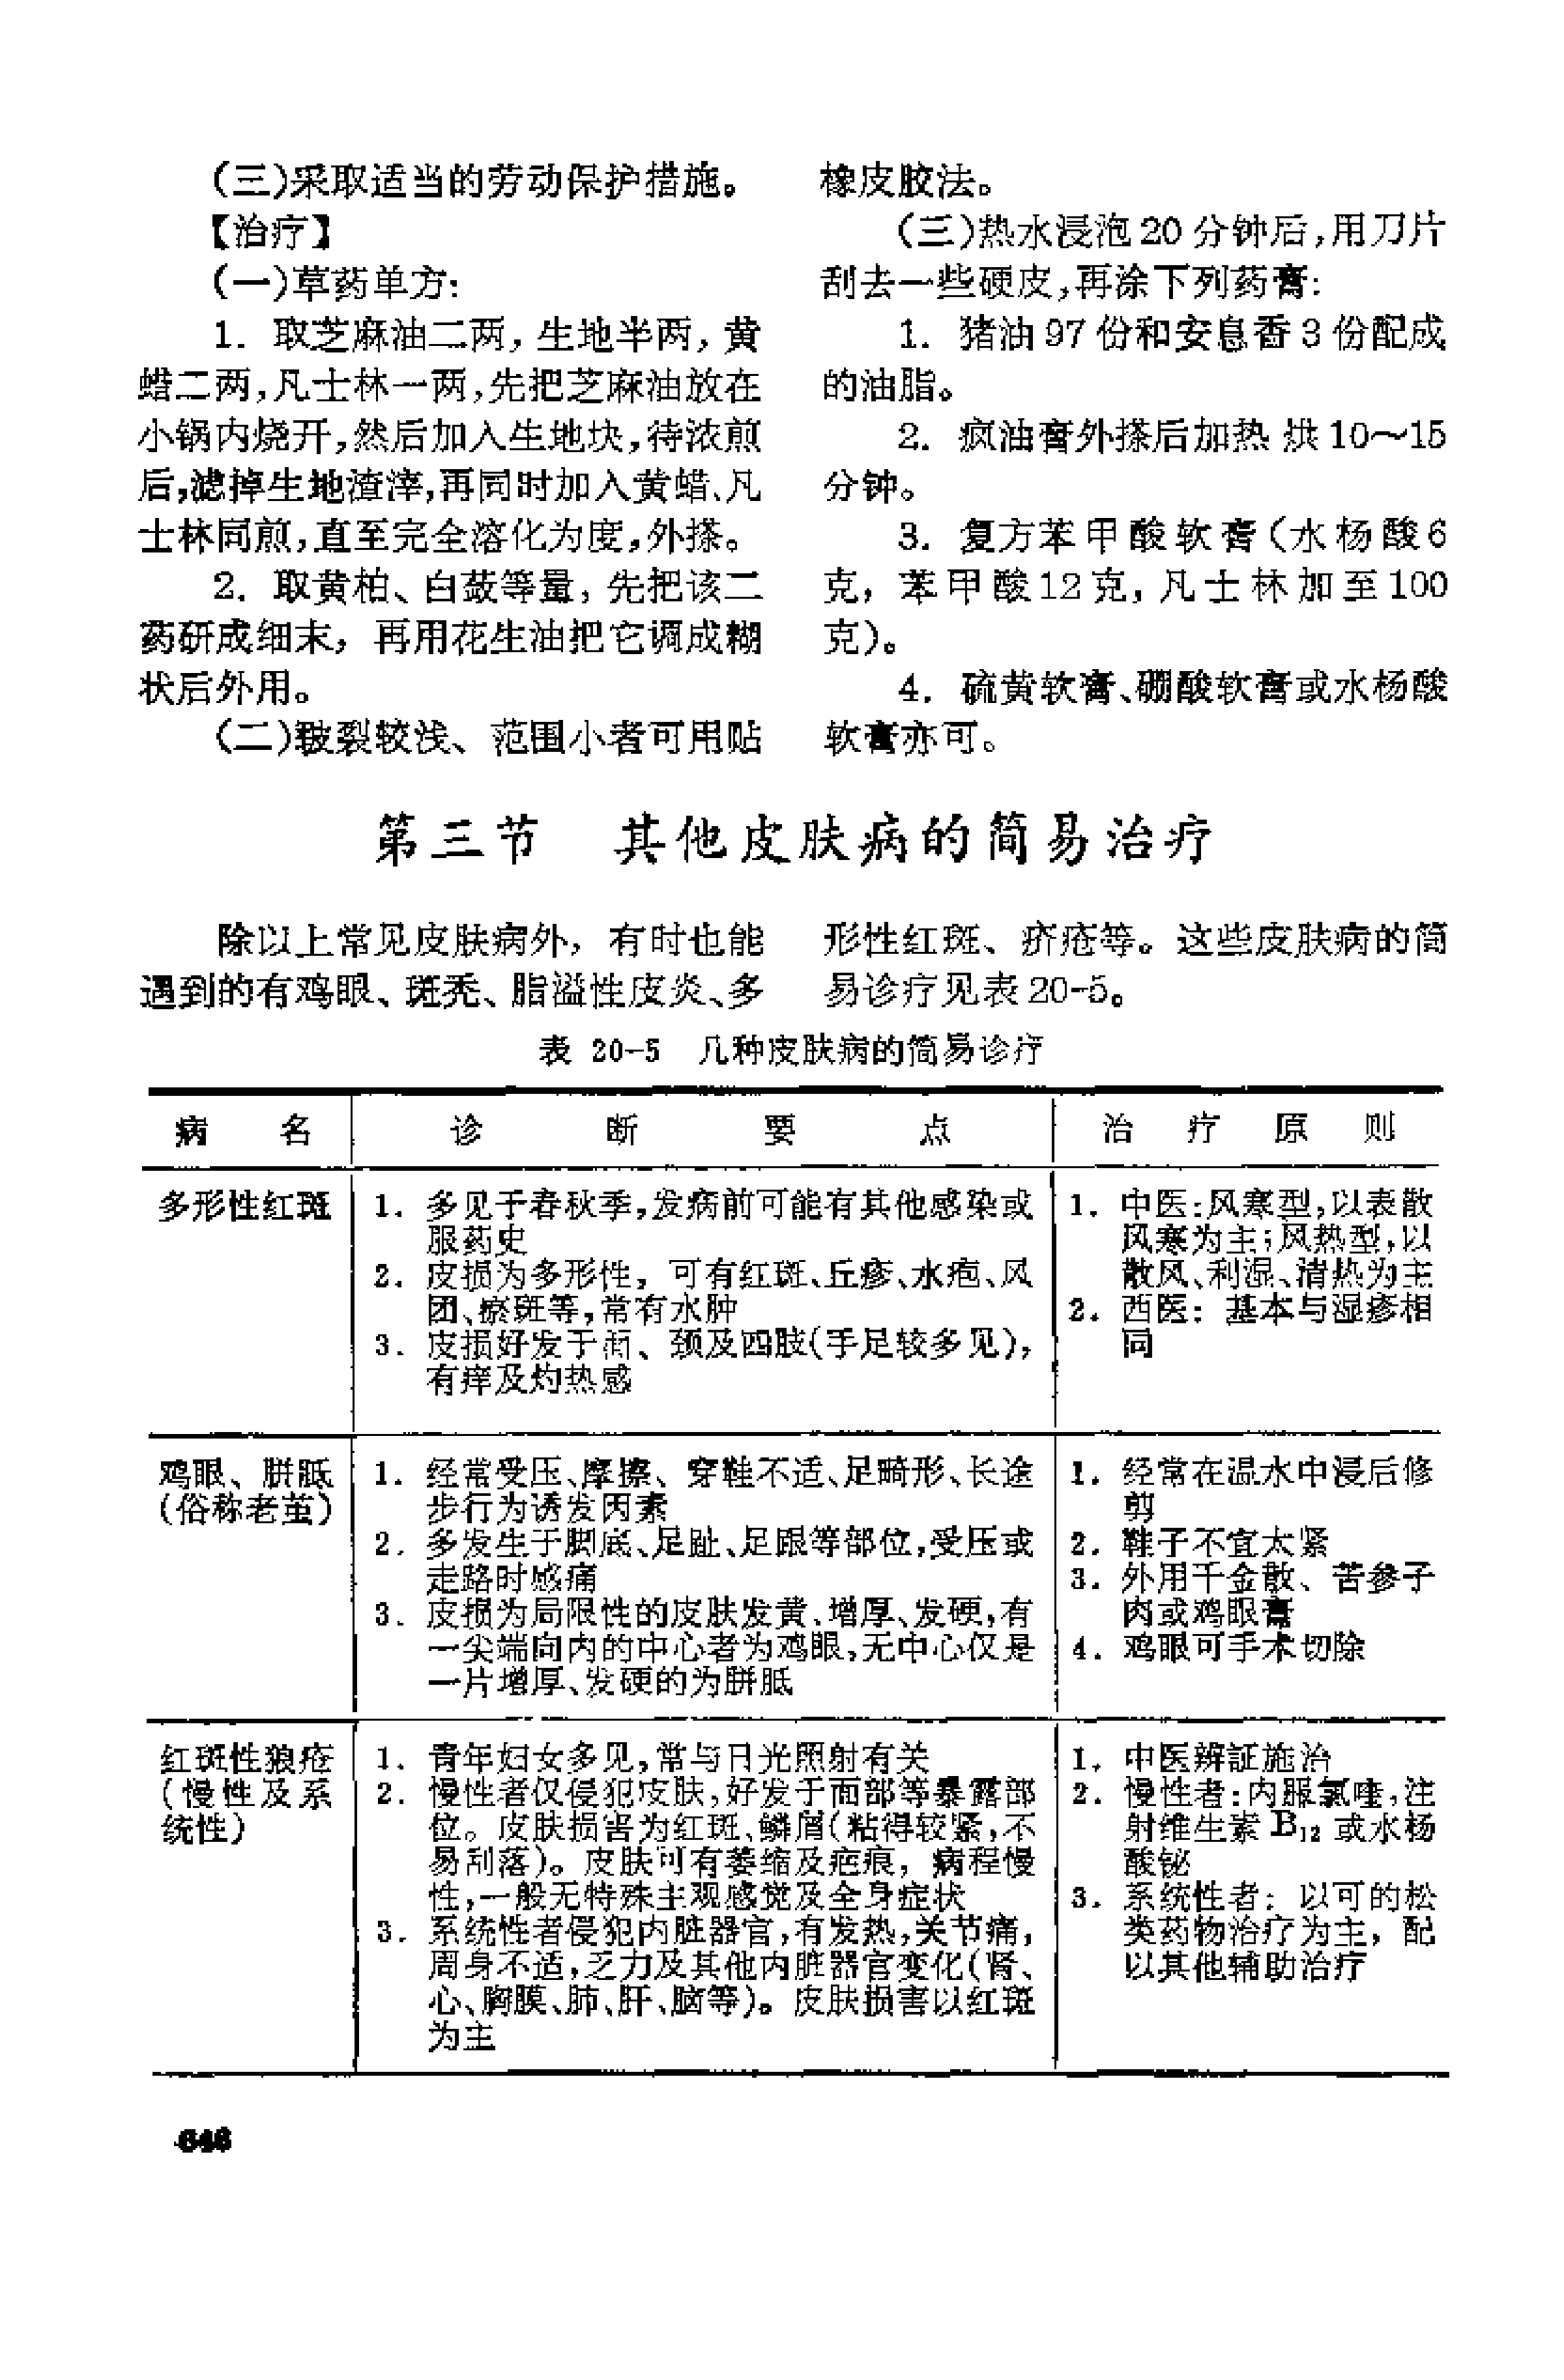 (三)采取适当的劳动保护措施。
【治疗】
(一)草药单方:
1. 取芝麻油二两, 生地半两, 黄
蜡二两,凡士林一两,先把芝麻油放在
小锅内烧开,然后加入生地块,待浓煎
后,滤掉生地渣滓,再同时加入黄蜡、凡
士林同煎,直至完全溶化为度,外搽。
2. 取黄柏、白蔹等量, 先把该二
药研成细末, 再用花生油把它调成糊
状后外用。
(二)皲裂较浅、范围小者可用贴
橡皮胶法。
(三)热水浸泡20分钟后,用刀片
刮去一些硬皮,再涂下列药膏:
1. 猪油97份和安息香3份配成
的油脂。
2. 疯油膏外搽后加热烘10～15
分钟。
3. 复方苯甲酸软膏(水杨酸6
克, 苯甲酸12克, 凡士林加至100
克)。
4. 硫黄软膏、硼酸软膏或水杨酸
软膏亦可。
第三节 其他皮肤病的简易治疗
除以上常见皮肤病外, 有时也能
遇到的有鸡眼、斑秃、脂溢性皮炎、多
形性红斑、疥疮等。这些皮肤病的简
易诊疗见表20-5。
表 20-5 几种皮肤病的简易诊疗
病名 诊断要点 治疗原则
多形性红斑
1. 多见于春秋季,发病前可能有其他感染或
服药史
2. 皮损为多形性, 可有红斑、丘疹、水疱、风
团、瘀斑等,常有水肿
3. 皮损好发于面、颈及四肢(手足较多见),
有痒及灼热感
1. 中医:风寒型,以表散
风寒为主;风热型,以
散风、利湿、清热为主
2. 西医: 基本与湿疹相
同
鸡眼、胼胝
(俗称老茧)
1. 经常受压、摩擦、穿鞋不适、足畸形、长途
步行为诱发因素
2. 多发生于脚底、足趾、足跟等部位,受压或
走路时感痛
3. 皮损为局限性的皮肤发黄、增厚、发硬,有
一尖端向内的中心者为鸡眼,无中心仅是
一片增厚、发硬的为胼胝
1. 经常在温水中浸后修
剪
2. 鞋子不宜太紧
3. 外用千金散、苦参子
肉或鸡眼膏
4. 鸡眼可手术切除
红斑性狼疮
(慢性及系
统性)
1. 青年妇女多见,常与日光照射有关
2. 慢性者仅侵犯皮肤,好发于面部等暴露部
位。皮肤损害为红斑、鳞屑(粘得较紧,不
易刮落)。皮肤可有萎缩及疤痕, 病程慢
性,一般无特殊主观感觉及全身症状
3. 系统性者侵犯内脏器官,有发热,关节痛,
周身不适,乏力及其他内脏器官变化(肾、
心、胸膜、肺、肝、脑等)。皮肤损害以红斑
为主
1. 中医辨証施治
2. 慢性者:内服氯喹,注
射维生素B₁₂或水杨
酸铋
3. 系统性者: 以可的松
类药物治疗为主, 配
以其他辅助治疗